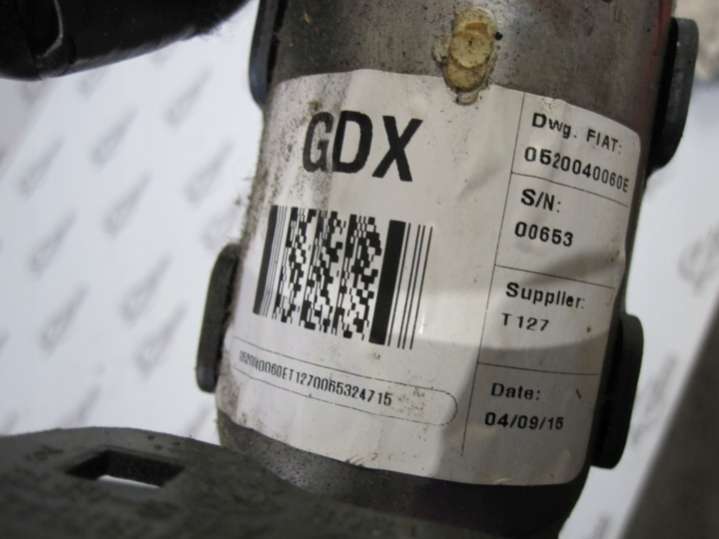 GDX
Dwg. FIAT:
0520040060E
S/N:
00653
Supplier:
T127
Date:
04/09/15
0520040060ET1270065324715